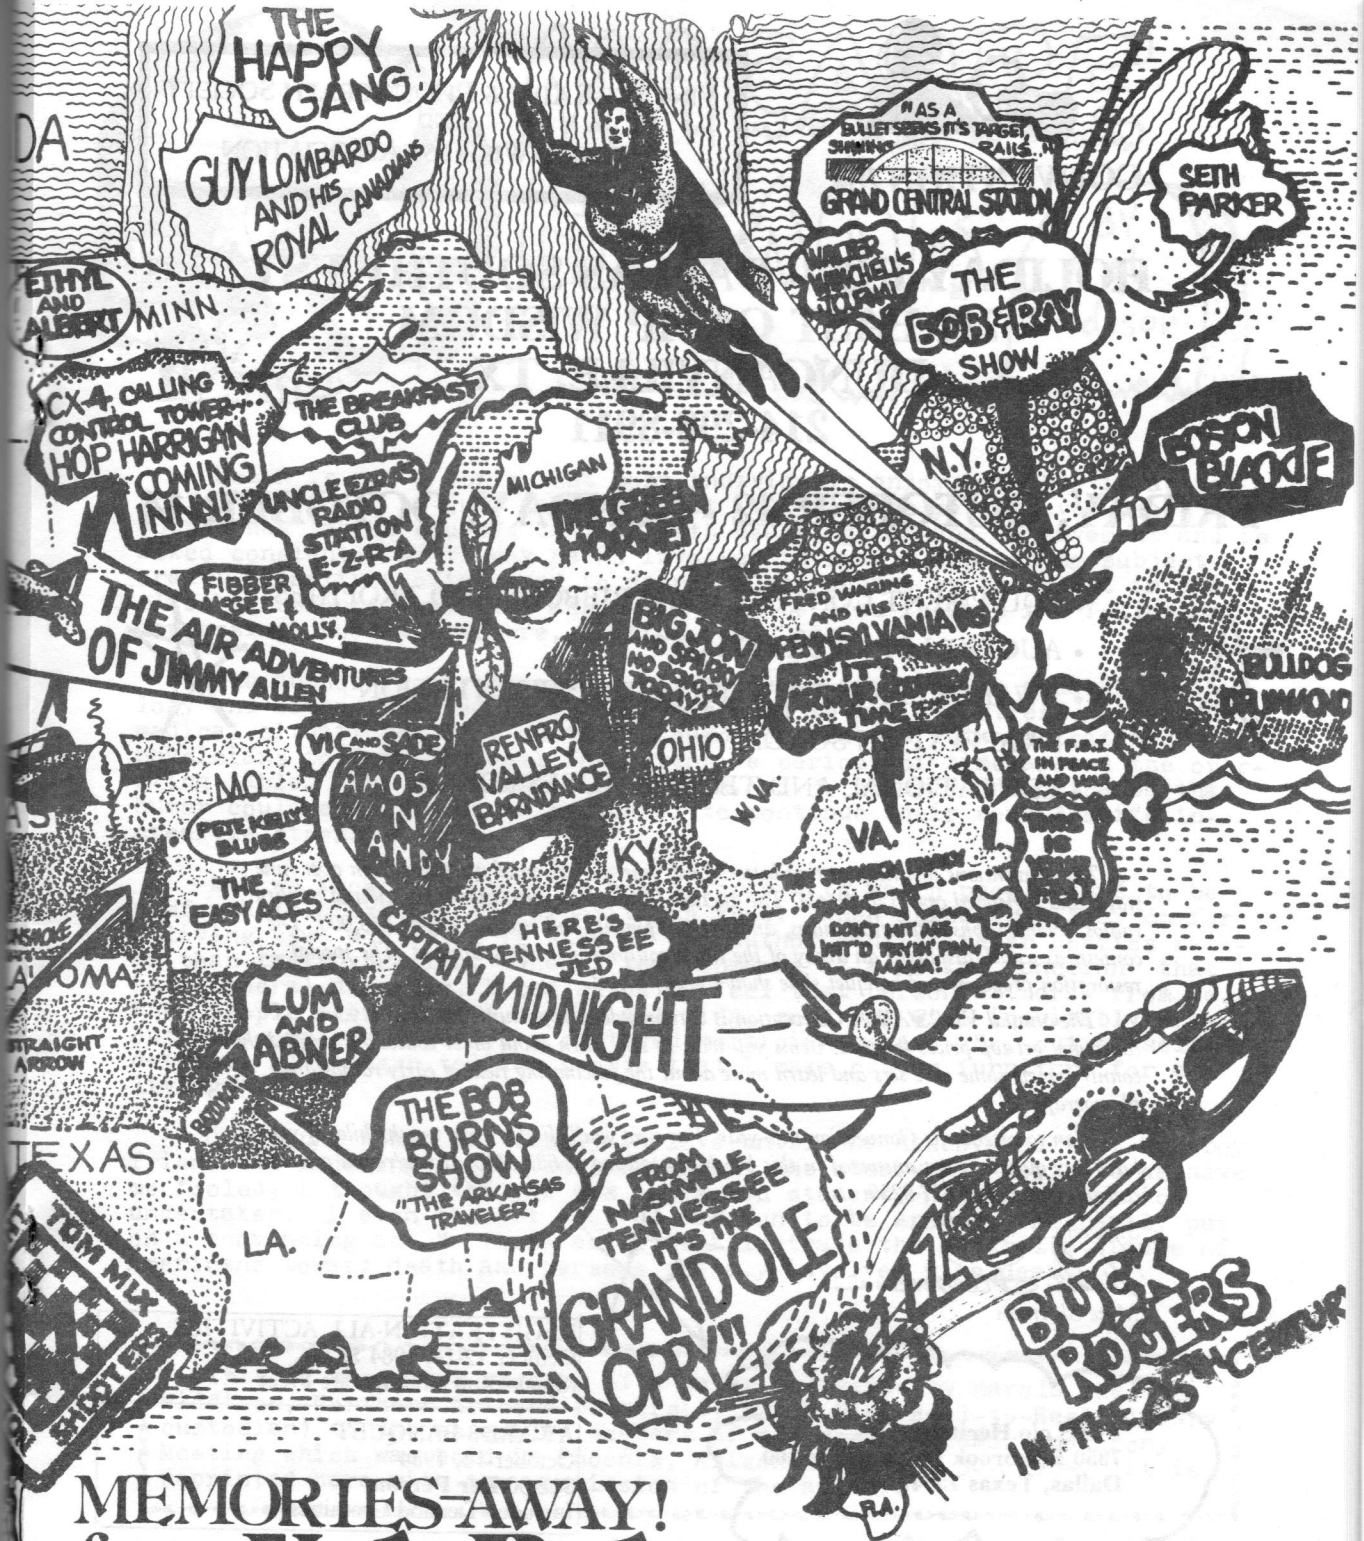 THE
HAPPY
GANG!
GUY LOMBARDO
AND HIS
ROYAL CANADIANS
DA
"AS A
BULLET SEEKS IT'S TARGET,
SHINING RAILS..."
GRAND CENTRAL STATION
SETH
PARKER
WALTER
WINCHELL'S
JOURNAL
THE
BOB & RAY
SHOW
ETHYL
AND
ALBERT
MINN
CX-4, CALLING
CONTROL TOWER-
HOP HARRIGAN
COMING
INNN!!
THE BREAKFAST
CLUB
UNCLE EZRA'S
RADIO
STATION
E-Z-R-A
MICHIGAN
THE GREEN
HORNET
N.Y.
BOSTON
BLACKIE
FIBBER
McGEE &
MOLLY
THE AIR ADVENTURES
OF JIMMY ALLEN
BIG JON
AND SPARKY
NO SCHOOL
TODAY
FRED WARING
AND HIS
PENNSYLVANIANS
IT'S
ARTHUR GODFREY
TIME
BULLDOG
DRUMMOND
VIC AND SADE
AMOS
N
ANDY
RENFRO
VALLEY
BARNDANCE
OHIO
THE F.B.I.
IN PEACE
AND WAR
THIS
IS
YOUR
F.B.I.
MO.
PETE KELLY'S
BLUES
THE
EASY ACES
AS
KY
W.VA
VA.
DON'T HIT ME
WIT'D FRYIN' PAN,
MAMA!
HERE'S
TENNESSEE
JED
CAPTAIN MIDNIGHT
OMA
STRAIGHT
ARROW
LUM
AND
ABNER
THE BOB
BURNS
SHOW
"THE ARKANSAS
TRAVELER"
TEXAS
TOM MIX
SHOOTERS
LA.
FROM
NASHVILLE
TENNESSEE
IT'S THE
GRAND OLE
OPRY!!!
BUCK
ROGERS
IN THE 25TH CENTURY
FLA.
MEMORIES-AWAY!